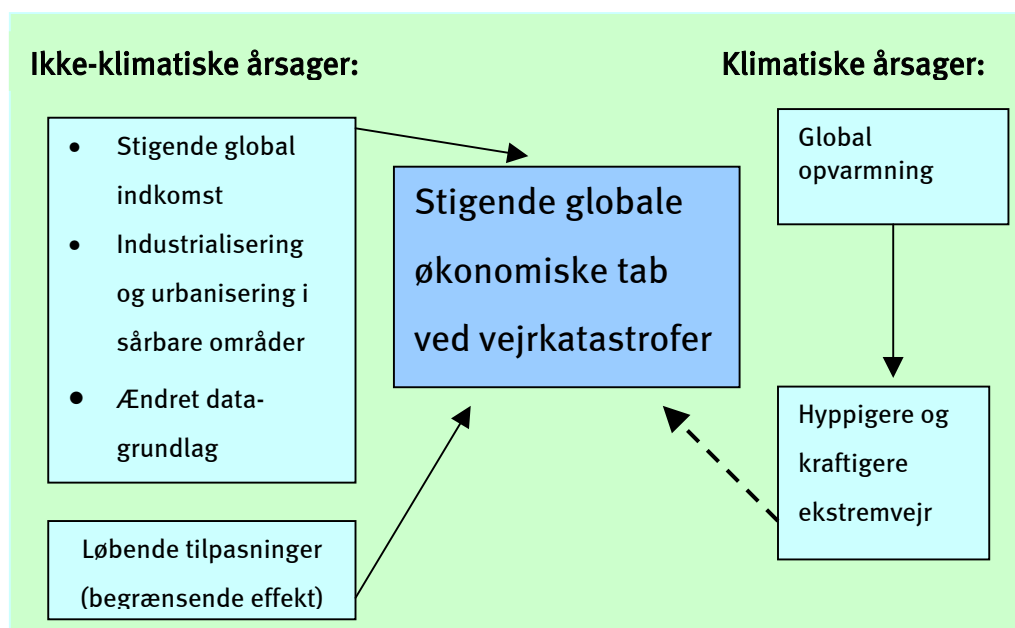 Ikke-klimatiske årsager:
• Stigende global
indkomst
• Industrialisering
og urbanisering i
sårbare områder
• Ændret data-
grundlag
Løbende tilpasninger
(begrænsende effekt)
Stigende globale
økonomiske tab
ved vejrkatastrofer
Klimatiske årsager:
Global
opvarmning
Hyppigere og
kraftigere
ekstremvejr